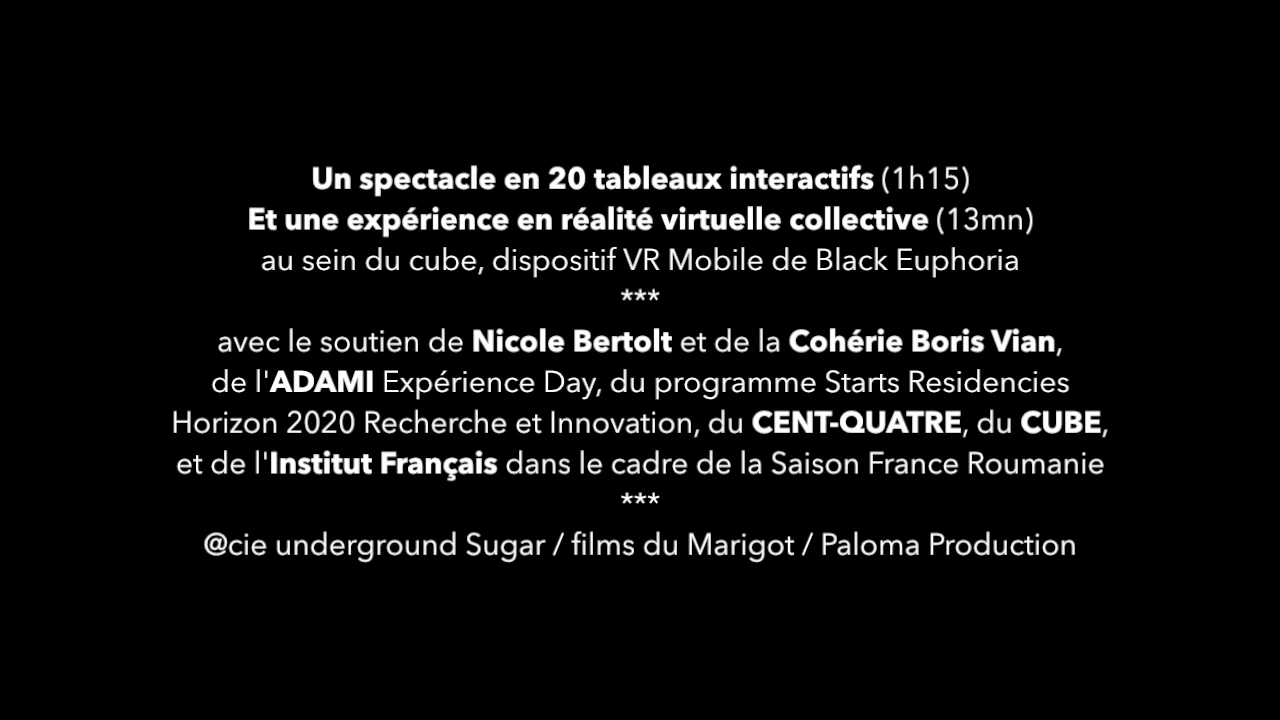 Un spectacle en 20 tableaux interactifs (1h15)
Et une expérience en réalité virtuelle collective (13mn)
au sein du cube, dispositif VR Mobile de Black Euphoria
***
avec le soutien de Nicole Bertolt et de la Cohérie Boris Vian,
de l'ADAMI Expérience Day, du programme Starts Residencies
Horizon 2020 Recherche et Innovation, du CENT-QUATRE, du CUBE,
et de l'Institut Français dans le cadre de la Saison France Roumanie
***
@cie underground Sugar / films du Marigot / Paloma Production